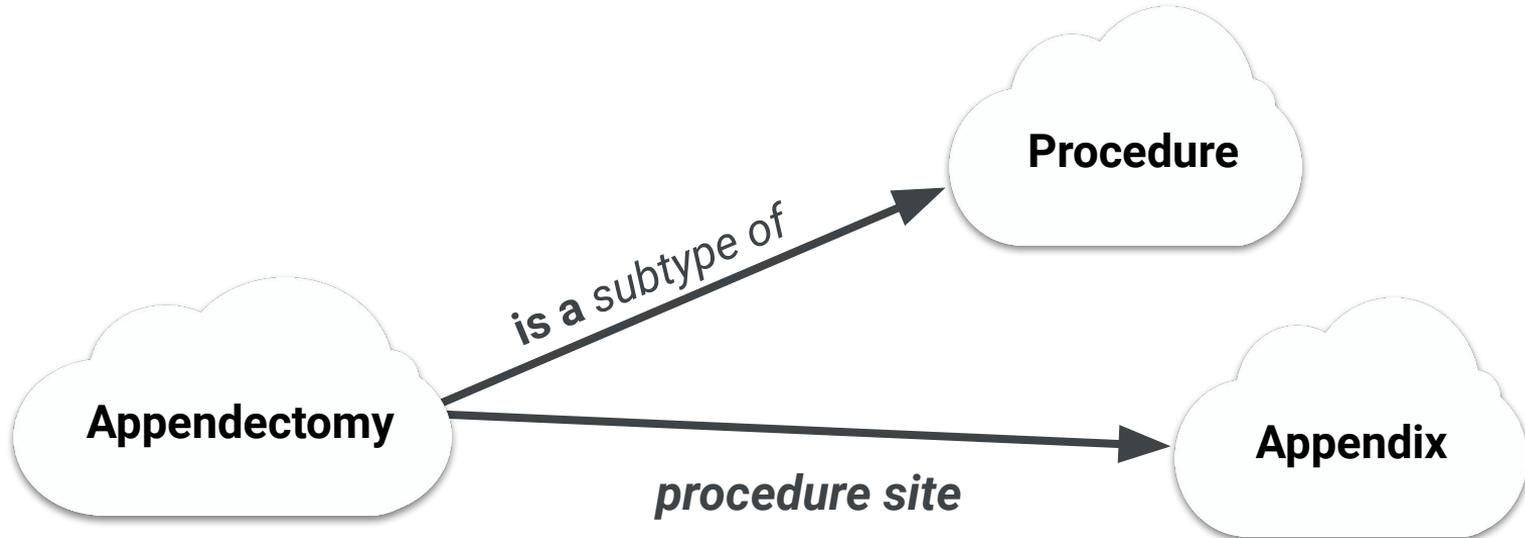 Procedure
is a subtype of
Appendectomy
Appendix
procedure site